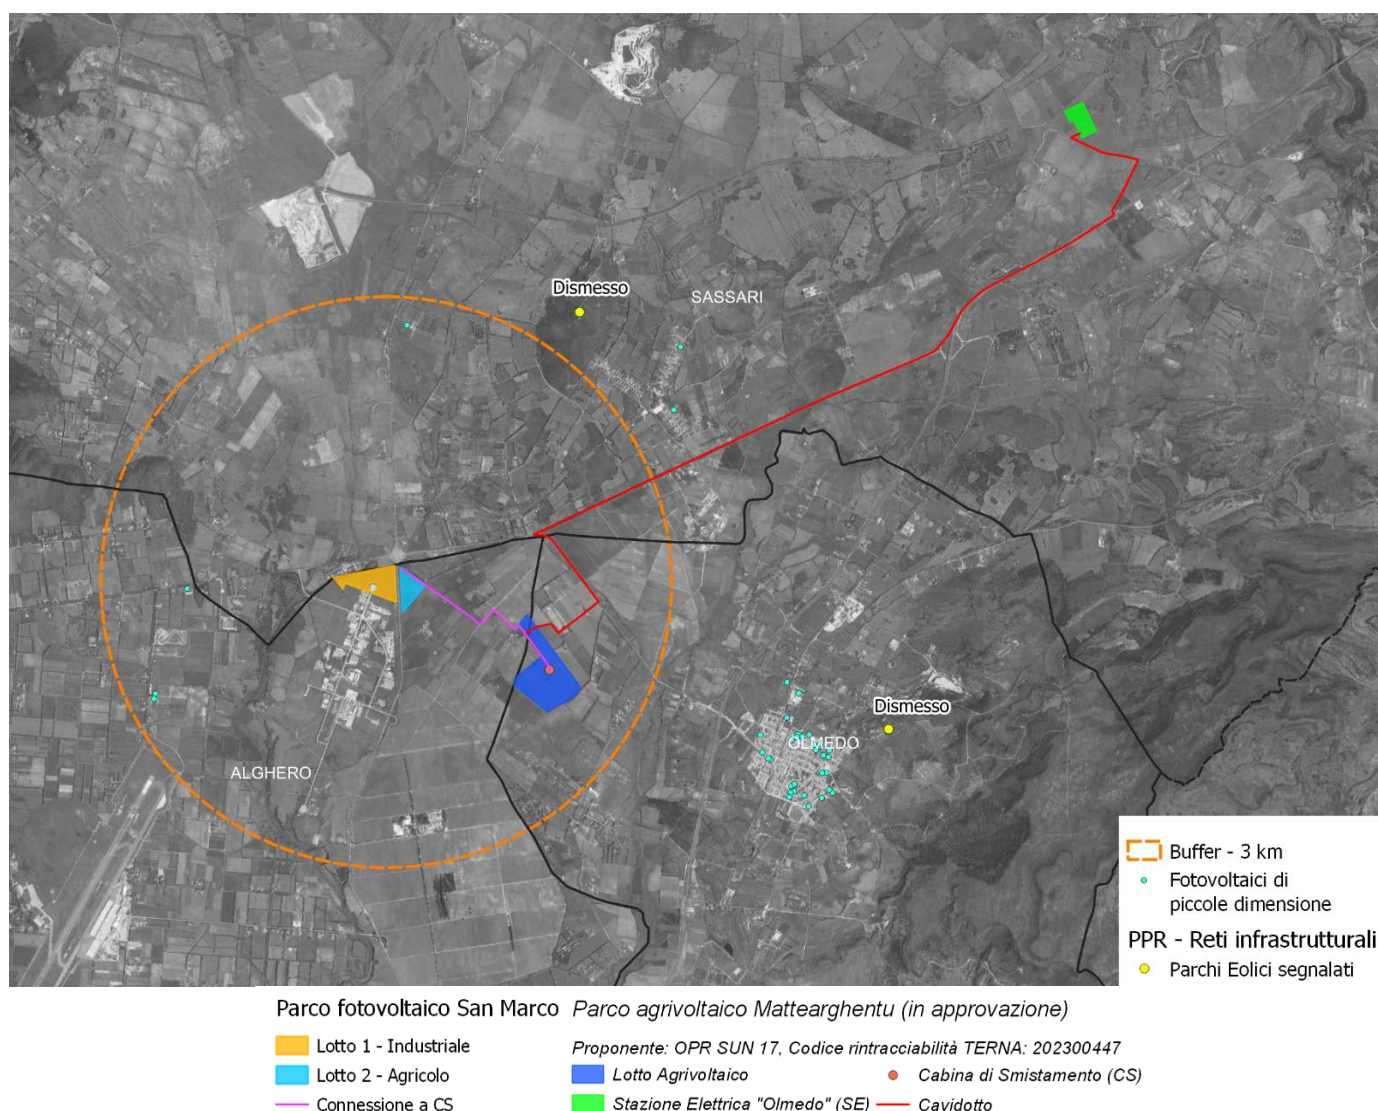 Dismesso
SASSARI
Dismesso
OLMEDO
ALGHERO
Buffer - 3 km
Fotovoltaici di
piccole dimensione
PPR - Reti infrastrutturali
Parchi Eolici segnalati
Parco fotovoltaico San Marco
Lotto 1 - Industriale
Lotto 2 - Agricolo
Connessione a CS
Parco agrivoltaico Mattearghentu (in approvazione)
Proponente: OPR SUN 17, Codice rintracciabilità TERNA: 202300447
Lotto Agrivoltaico
Stazione Elettrica "Olmedo" (SE)
Cabina di Smistamento (CS)
Cavidotto